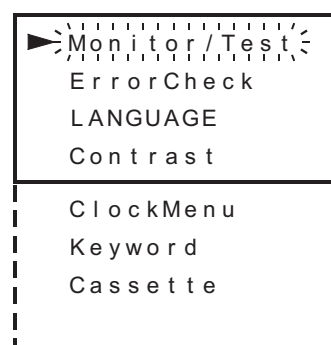 Monitor/Test
ErrorCheck
LANGUAGE
Contrast
ClockMenu
Keyword
Cassette